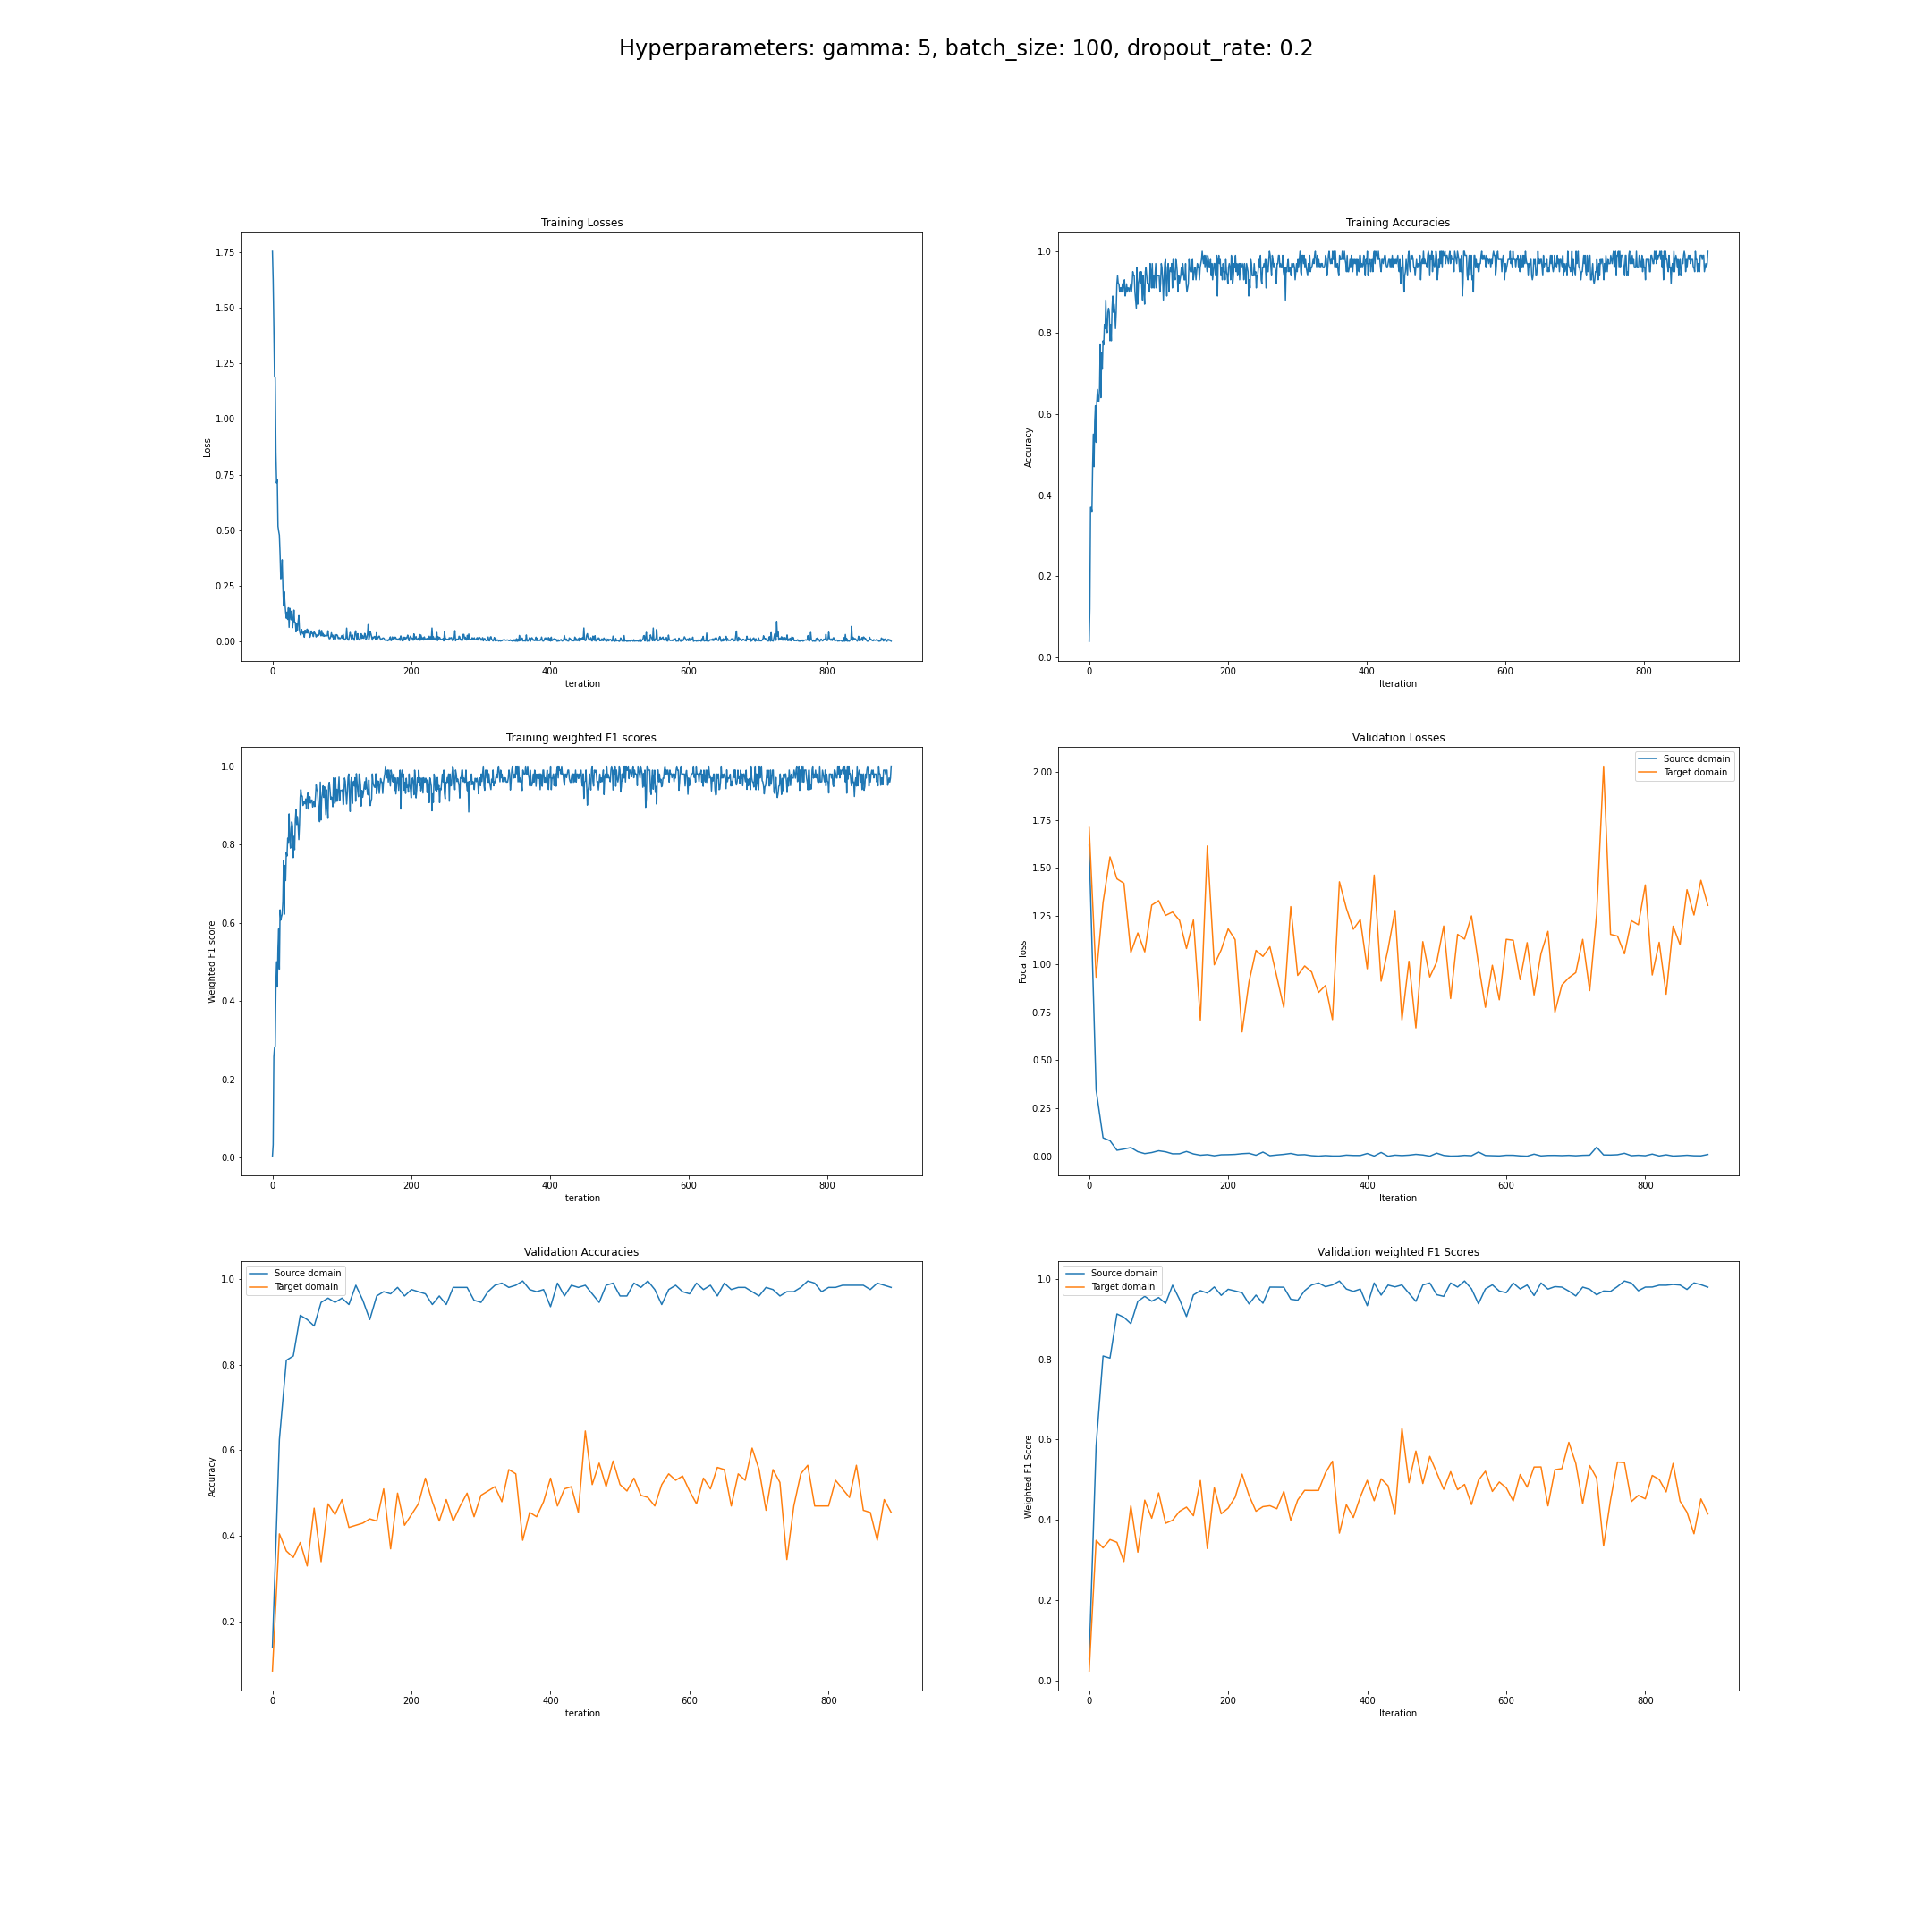 Hyperparameters: gamma: 5, batch_size: 100, dropout_rate: 0.2
Training Losses
1.75
1.50
1.25
1.00
0.75
0.50
0.25
0.00
Loss
0 200 400 600 800
Iteration
Training Accuracies
1.0
0.8
0.6
0.4
0.2
0.0
Accuracy
0 200 400 600 800
Iteration
Training weighted F1 scores
1.0
0.8
0.6
0.4
0.2
0.0
Weighted F1 score
0 200 400 600 800
Iteration
Validation Losses
Source domain
Target domain
2.00
1.75
1.50
1.25
1.00
0.75
0.50
0.25
0.00
Focal loss
0 200 400 600 800
Iteration
Validation Accuracies
Source domain
Target domain
1.0
0.8
0.6
0.4
0.2
Accuracy
0 200 400 600 800
Iteration
Validation weighted F1 Scores
Source domain
Target domain
1.0
0.8
0.6
0.4
0.2
0.0
Weighted F1 Score
0 200 400 600 800
Iteration